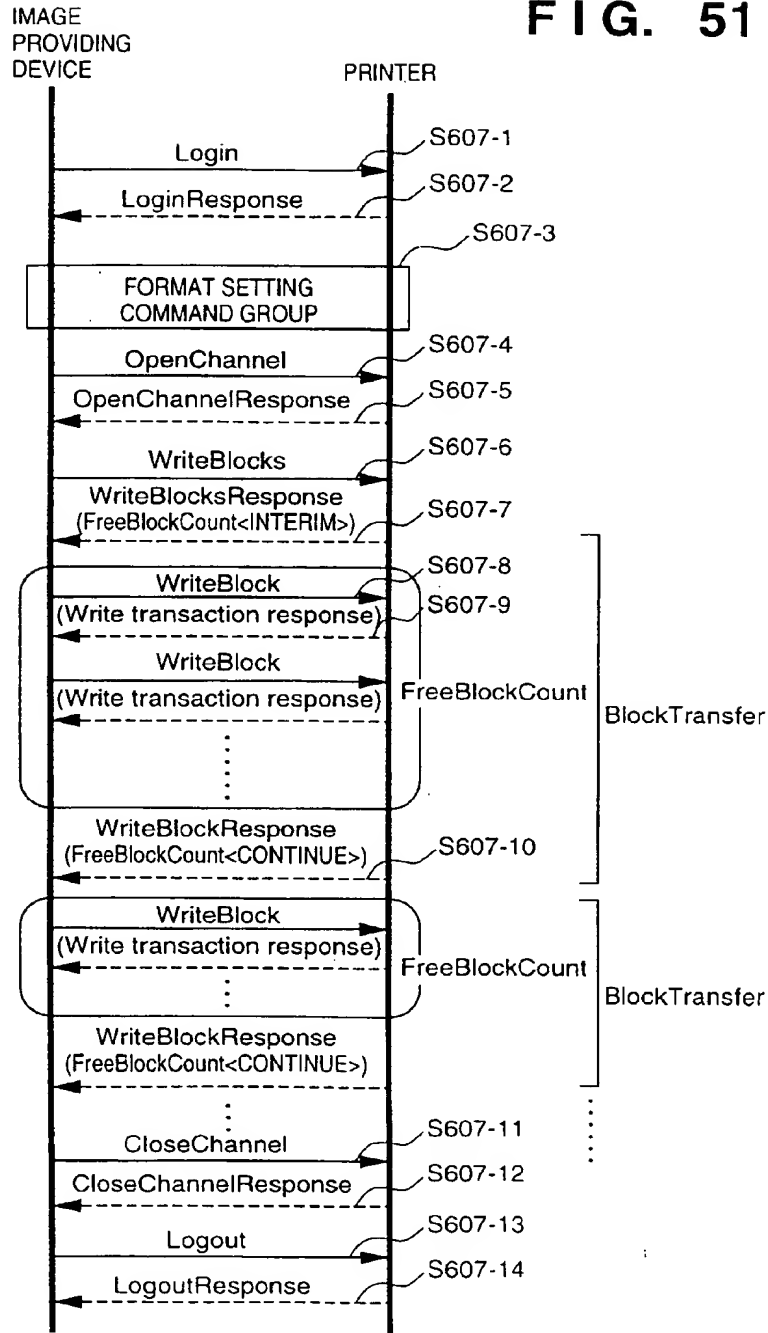 FIG. 51
IMAGE
PROVIDING
DEVICE
PRINTER
Login
S607-1
LoginResponse
S607-2
S607-3
FORMAT SETTING
COMMAND GROUP
OpenChannel
S607-4
OpenChannelResponse
S607-5
WriteBlocks
S607-6
WriteBlocksResponse
(FreeBlockCount<INTERIM>)
S607-7
WriteBlock
S607-8
(Write transaction response)
S607-9
WriteBlock
(Write transaction response)
FreeBlockCount
BlockTransfer
WriteBlockResponse
(FreeBlockCount<CONTINUE>)
S607-10
WriteBlock
(Write transaction response)
FreeBlockCount
BlockTransfer
WriteBlockResponse
(FreeBlockCount<CONTINUE>)
CloseChannel
S607-11
CloseChannelResponse
S607-12
Logout
S607-13
LogoutResponse
S607-14